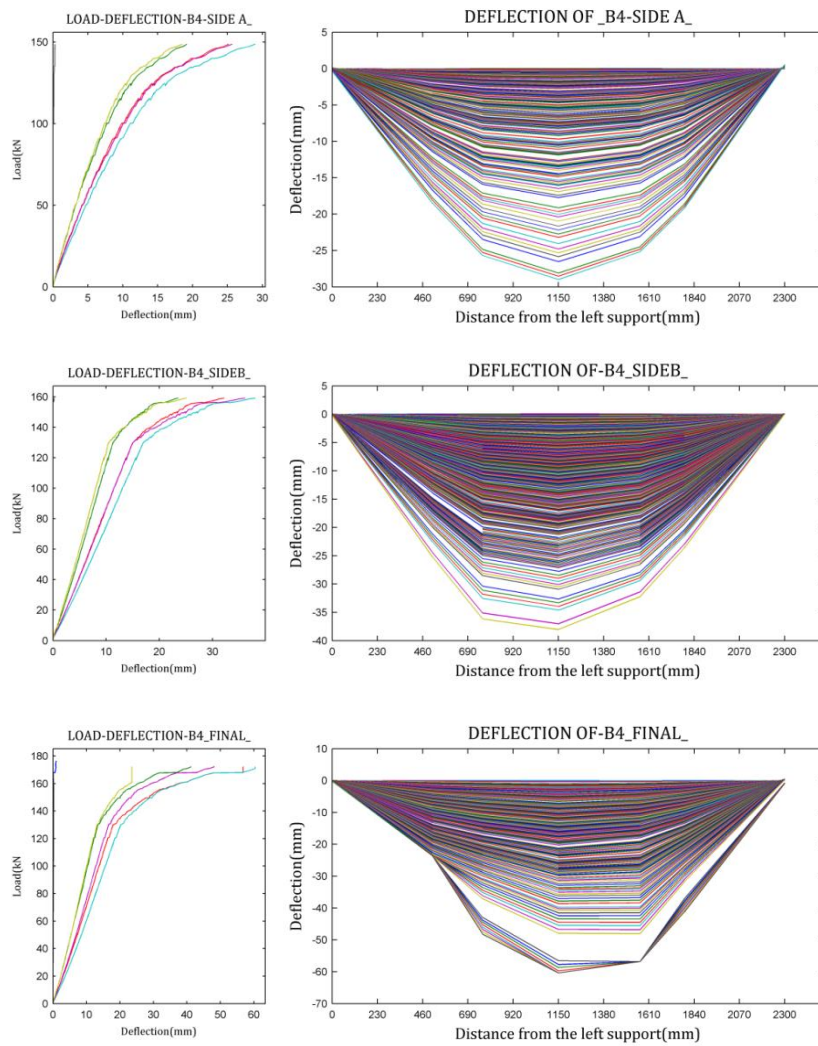 LOAD-DEFLECTION-B4-SIDE A_
150
100
50
0
Load(kN
0 5 10 15 20 25 30
Deflection(mm)
DEFLECTION OF _B4-SIDE A_
5
0
-5
-10
-15
-20
-25
-30
Deflection(mm)
0 230 460 690 920 1150 1380 1610 1840 2070 2300
Distance from the left support(mm)
LOAD-DEFLECTION-B4_SIDEB_
160
140
120
100
80
60
40
20
0
Load(kN
0 10 20 30
Deflection(mm)
DEFLECTION OF-B4_SIDEB_
5
0
-5
-10
-15
-20
-25
-30
-35
-40
Deflection(mm)
0 230 460 690 920 1150 1380 1610 1840 2070 2300
Distance from the left support(mm)
LOAD-DEFLECTION-B4_FINAL_
180
160
140
120
100
80
60
40
20
0
Load(kN
0 10 20 30 40 50 60
Deflection(mm)
DEFLECTION OF-B4_FINAL_
10
0
-10
-20
-30
-40
-50
-60
-70
Deflection(mm)
0 230 460 690 920 1150 1380 1610 1840 2070 2300
Distance from the left support(mm)